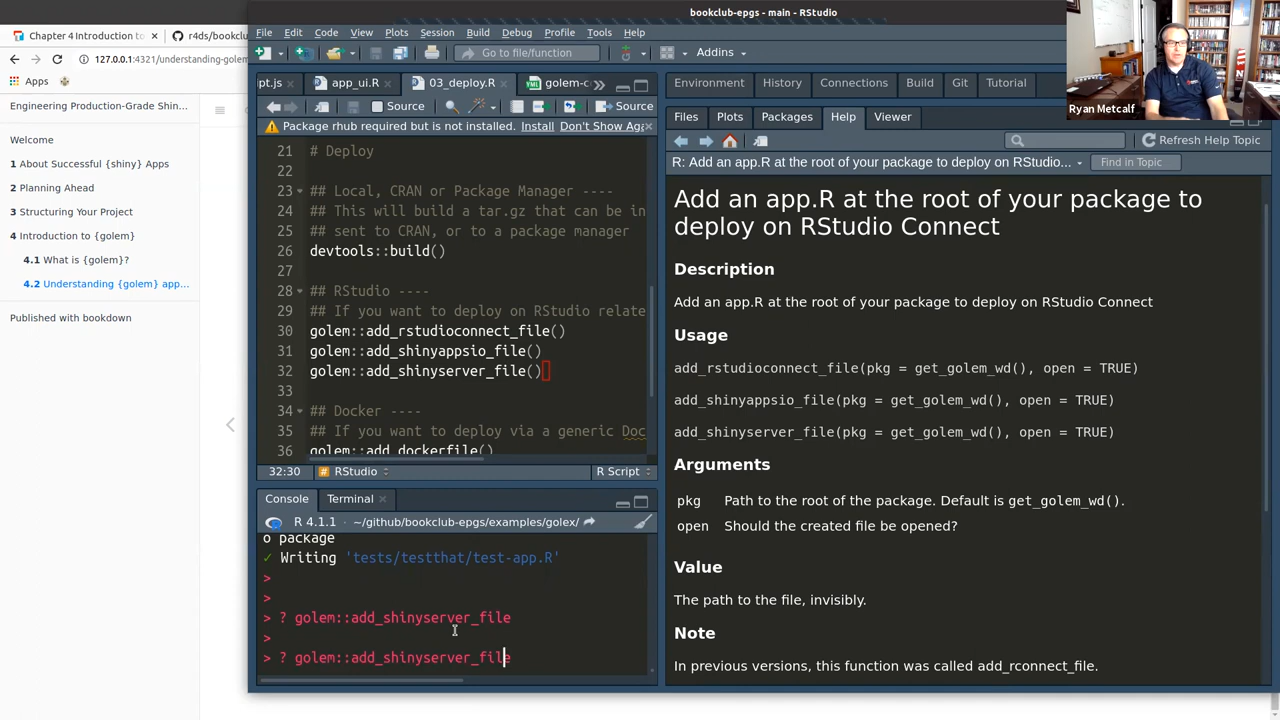 Chapter 4 Introduction to
r4ds/bookclu
127.0.0.1:4321/understanding-golem
Apps
Engineering Production-Grade Shin...
Welcome
1 About Successful {shiny} Apps
2 Planning Ahead
3 Structuring Your Project
4 Introduction to {golem}
4.1 What is {golem}?
4.2 Understanding {golem} app...
Published with bookdown
bookclub-epgs - main - RStudio
File Edit Code View Plots Session Build Debug Profile Tools Help
Go to file/function
Addins
pt.js
app_ui.R
03_deploy.R
Source
Source
Package rhub required but is not installed. Install Don't Show Aga
21 # Deploy
22
23 ## Local, CRAN or Package Manager ----
24 ## This will build a tar.gz that can be in
25 ## sent to CRAN, or to a package manager
26 devtools::build()
27
28 ## RStudio ----
29 ## If you want to deploy on RStudio relate
30 golem::add_rstudioconnect_file()
31 golem::add_shinyappsio_file()
32 golem::add_shinyserver_file()
33
34 ## Docker ----
35 ## If you want to deploy via a generic Doc
36 golem::add_dockerfile()
32:30 RStudio R Script
Console Terminal
R 4.1.1 · ~/github/bookclub-epgs/examples/golex/
o package
✓ Writing 'tests/testthat/test-app.R'
>
>
> ? golem::add_shinyserver_file
>
> ? golem::add_shinyserver_file
Environment History Connections Build Git Tutorial
Files Plots Packages Help Viewer
Refresh Help Topic
R: Add an app.R at the root of your package to deploy on RStudio... Find in Topic
Add an app.R at the root of your package to
deploy on RStudio Connect
Description
Add an app.R at the root of your package to deploy on RStudio Connect
Usage
add_rstudioconnect_file(pkg = get_golem_wd(), open = TRUE)
add_shinyappsio_file(pkg = get_golem_wd(), open = TRUE)
add_shinyserver_file(pkg = get_golem_wd(), open = TRUE)
Arguments
pkg Path to the root of the package. Default is get_golem_wd().
open Should the created file be opened?
Value
The path to the file, invisibly.
Note
In previous versions, this function was called add_rconnect_file.
Ryan Metcalf